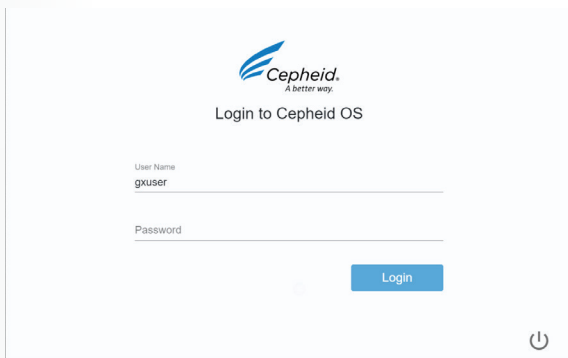 Cepheid.
A better way.
Login to Cepheid OS
User Name
gxuser
Password
Login